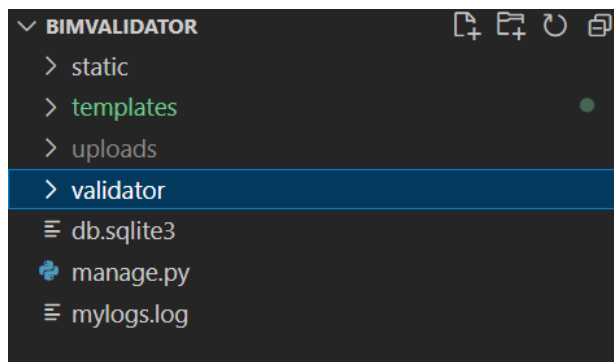 BIMVALIDATOR
static
templates
uploads
validator
db.sqlite3
manage.py
mylogs.log